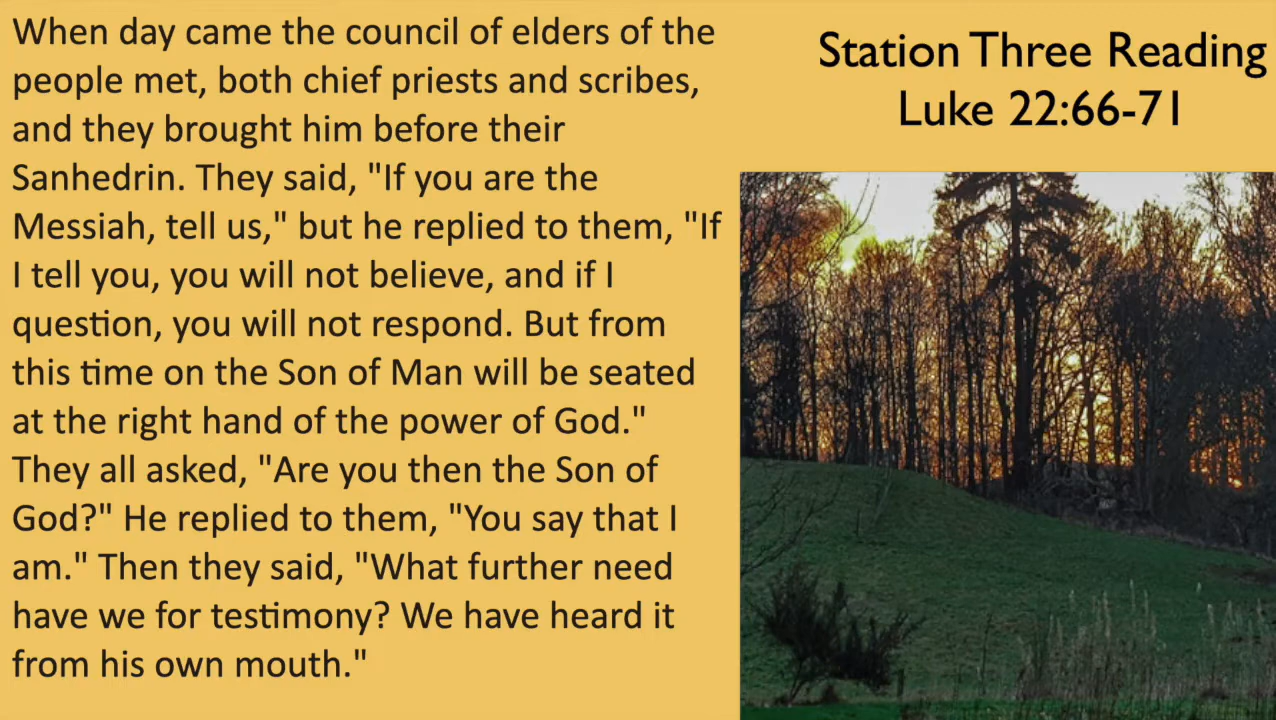 When day came the council of elders of the
people met, both chief priests and scribes,
and they brought him before their
Sanhedrin. They said, "If you are the
Messiah, tell us," but he replied to them, "If
I tell you, you will not believe, and if I
question, you will not respond. But from
this time on the Son of Man will be seated
at the right hand of the power of God."
They all asked, "Are you then the Son of
God?" He replied to them, "You say that I
am." Then they said, "What further need
have we for testimony? We have heard it
from his own mouth."
Station Three Reading
Luke 22:66-71